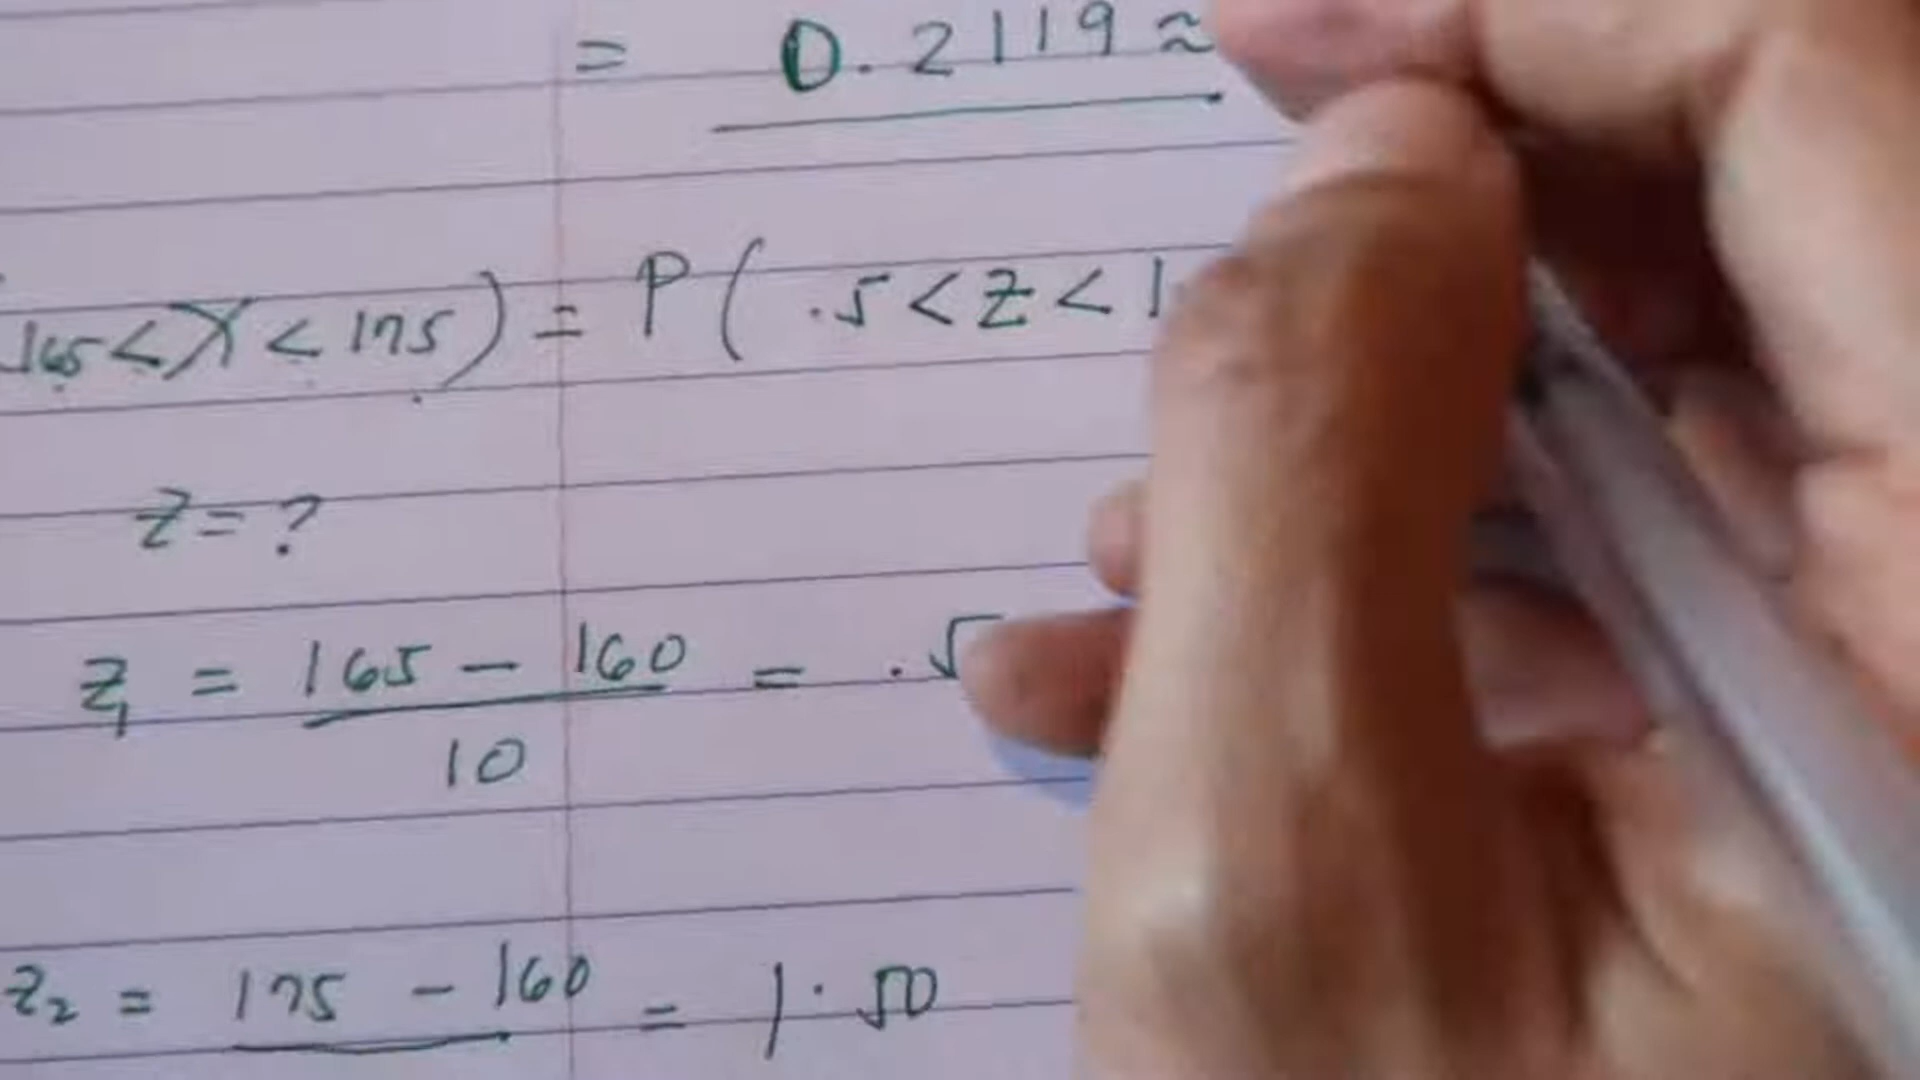 = 0.2119 ≈
165 < X < 175) = P( .5 < Z < 1
Z = ?
Z1 = 165 - 160 = .5
10
Z2 = 175 - 160 = 1.50